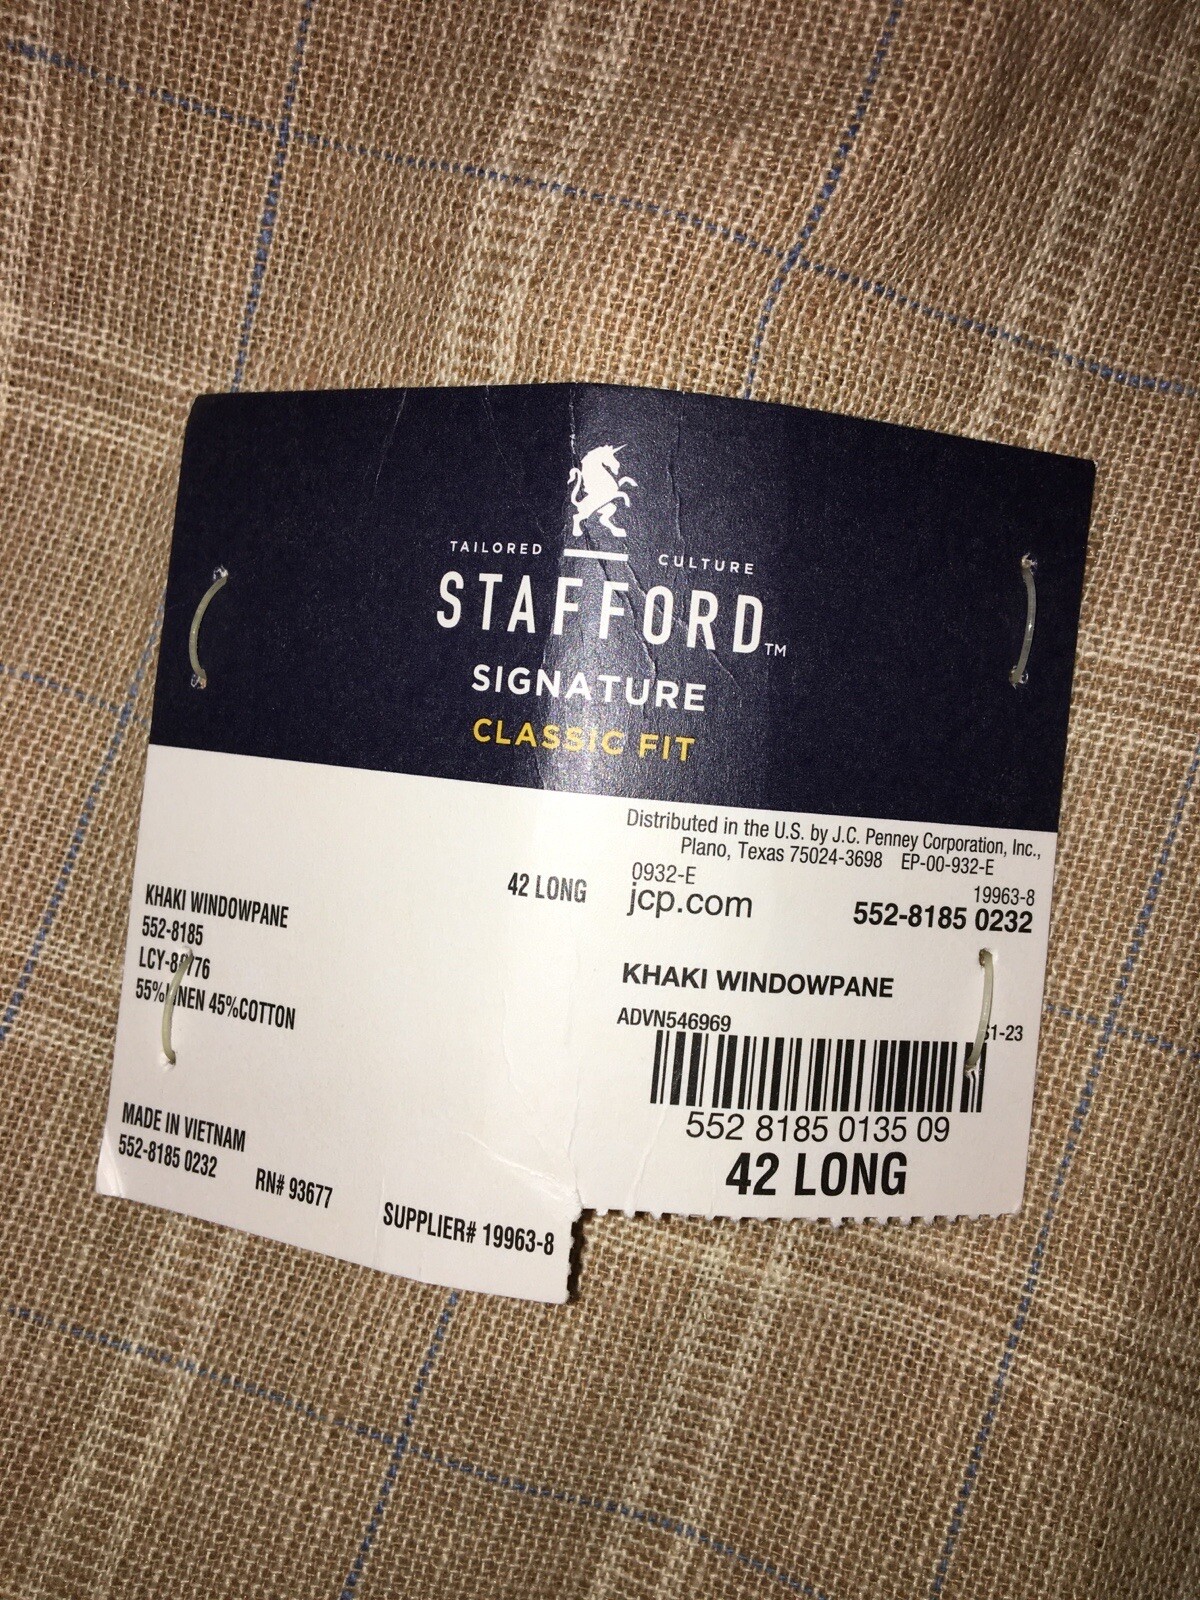 TAILORED CULTURE
STAFFORD™
SIGNATURE
CLASSIC FIT
KHAKI WINDOWPANE
552-8185
42 LONG
55% 45%COTTON
MADE IN VIETNAM
552-8185 0232
RN# 93677
SUPPLIER# 19963-8
Distributed in the U.S. by J.C. Penney Corporation, Inc.,
Plano, Texas 75024-3698 EP-00-932-E
0932-E
19963-8
jcp.com
552-8185 0232
KHAKI WINDOWPANE
ADVN546969
552 8185 0135 09
42 LONG